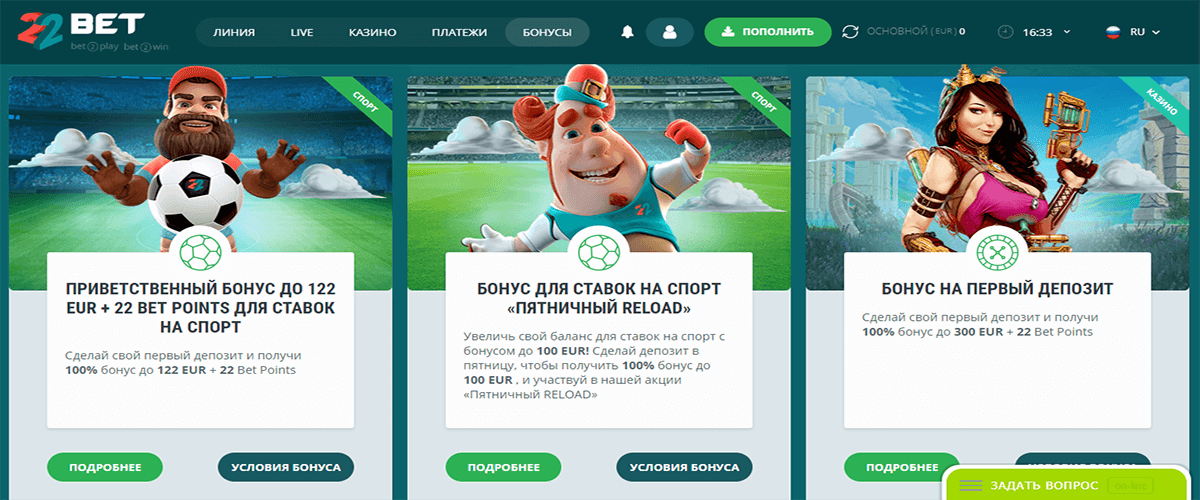 22 BET
bet 2 play bet 2 win
ЛИНИЯ
LIVE
КАЗИНО
ПЛАТЕЖИ
БОНУСЫ
ПОПОЛНИТЬ
ОСНОВНОЙ (EUR) 0
16:33
RU
СПОРТ
22
ПРИВЕТСТВЕННЫЙ БОНУС ДО 122
EUR + 22 BET POINTS ДЛЯ СТАВОК
НА СПОРТ
Сделай свой первый депозит и получи
100% бонус до 122 EUR + 22 Bet Points
ПОДРОБНЕЕ
УСЛОВИЯ БОНУСА
СПОРТ
22
БОНУС ДЛЯ СТАВОК НА СПОРТ
«ПЯТНИЧНЫЙ RELOAD»
Увеличь свой баланс для ставок на спорт с
бонусом до 100 EUR! Сделай депозит в
пятницу, чтобы получить 100% бонус до
100 EUR , и участвуй в нашей акции
«Пятничный RELOAD»
ПОДРОБНЕЕ
УСЛОВИЯ БОНУСА
КАЗИНО
БОНУС НА ПЕРВЫЙ ДЕПОЗИТ
Сделай свой первый депозит и получи
100% бонус до 300 EUR + 22 Bet Points
ПОДРОБНЕЕ
ЗАДАТЬ ВОПРОС